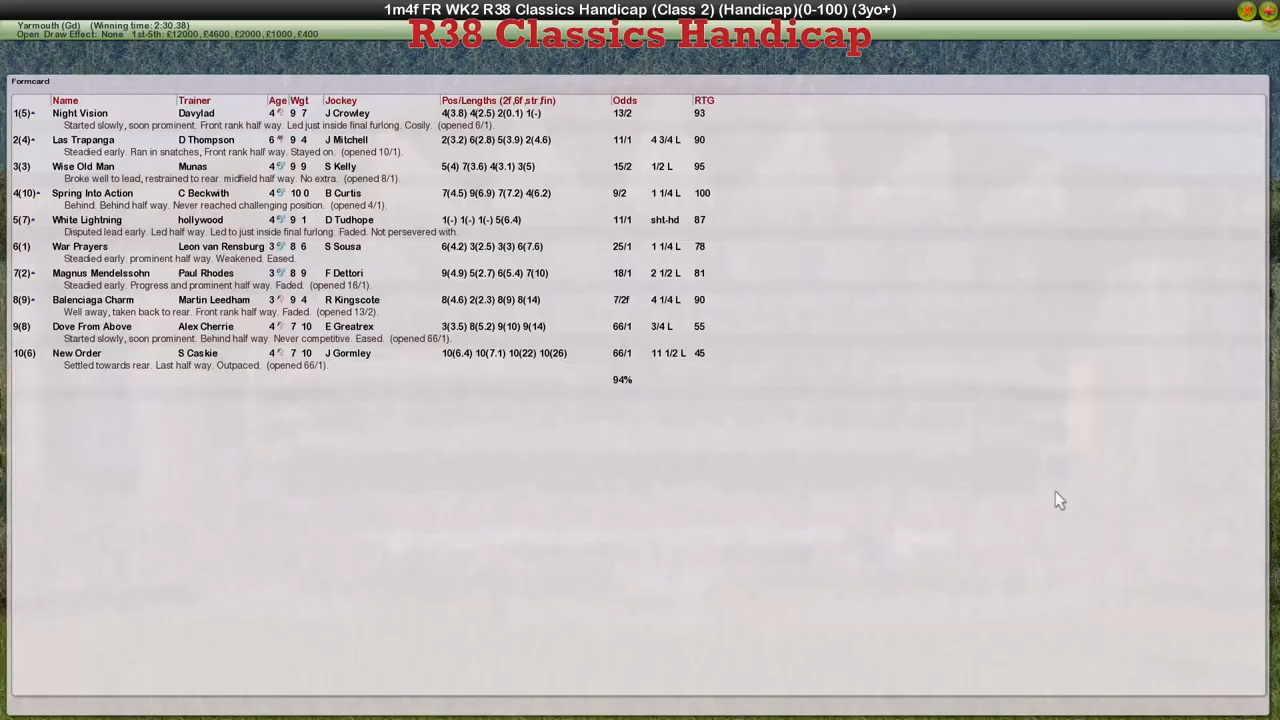 1m4f FR WK2 R38 Classics Handicap (Class 2) (Handicap)(0-100) (3yo+)
Yarmouth (Gd) (Winning time: 2:30.38)
Open Draw Effect: None 1st-5th: £12000, £4600, £2000, £1000, £400
R38 Classics Handicap
Formcard
Name Trainer Age Wgt Jockey Pos/Lengths (2f,6f,str,fin) Odds RTG
1(5) Night Vision Davylad 4 9 7 J Crowley 4(3.8) 4(2.5) 2(0.1) 1(-) 13/2 93
Started slowly, soon prominent. Front rank half way. Led just inside final furlong. Cosily. (opened 6/1).
2(4) Las Trapanga D Thompson 6 9 4 J Mitchell 2(3.2) 6(2.8) 5(3.9) 2(4.6) 11/1 4 3/4 L 90
Steadied early. Ran in snatches, Front rank half way. Stayed on. (opened 10/1).
3(3) Wise Old Man Munas 4 9 9 S Kelly 5(4) 7(3.6) 4(3.1) 3(5) 15/2 1/2 L 95
Broke well to lead, restrained to rear. midfield half way. No extra. (opened 8/1).
4(10) Spring Into Action C Beckwith 4 10 0 B Curtis 7(4.5) 9(6.9) 7(7.2) 4(6.2) 9/2 1 1/4 L 100
Behind. Behind half way. Never reached challenging position. (opened 4/1).
5(7) White Lightning hollywood 4 9 1 D Tudhope 1(-) 1(-) 1(-) 5(6.4) 11/1 sht-hd 87
Disputed lead early. Led half way. Led to just inside final furlong. Faded. Not persevered with.
6(1) War Prayers Leon van Rensburg 3 8 6 S Sousa 6(4.2) 3(2.5) 3(3) 6(7.6) 25/1 1 1/4 L 78
Steadied early. prominent half way. Weakened. Eased.
7(2) Magnus Mendelssohn Paul Rhodes 3 8 9 F Dettori 9(4.9) 5(2.7) 6(5.4) 7(10) 18/1 2 1/2 L 81
Steadied early. Progress and prominent half way. Faded. (opened 16/1).
8(9) Balenciaga Charm Martin Leedham 3 9 4 R Kingscote 8(4.6) 2(2.3) 8(9) 8(14) 7/2f 4 1/4 L 90
Well away, taken back to rear. Front rank half way. Faded. (opened 13/2).
9(8) Dove From Above Alex Cherrie 4 7 10 E Greatrex 3(3.5) 8(5.2) 9(10) 9(14) 66/1 3/4 L 55
Started slowly, soon prominent. Behind half way. Never competitive. Eased. (opened 66/1).
10(6) New Order S Caskie 4 7 10 J Gormley 10(6.4) 10(7.1) 10(22) 10(26) 66/1 11 1/2 L 45
Settled towards rear. Last half way. Outpaced. (opened 66/1).
94%